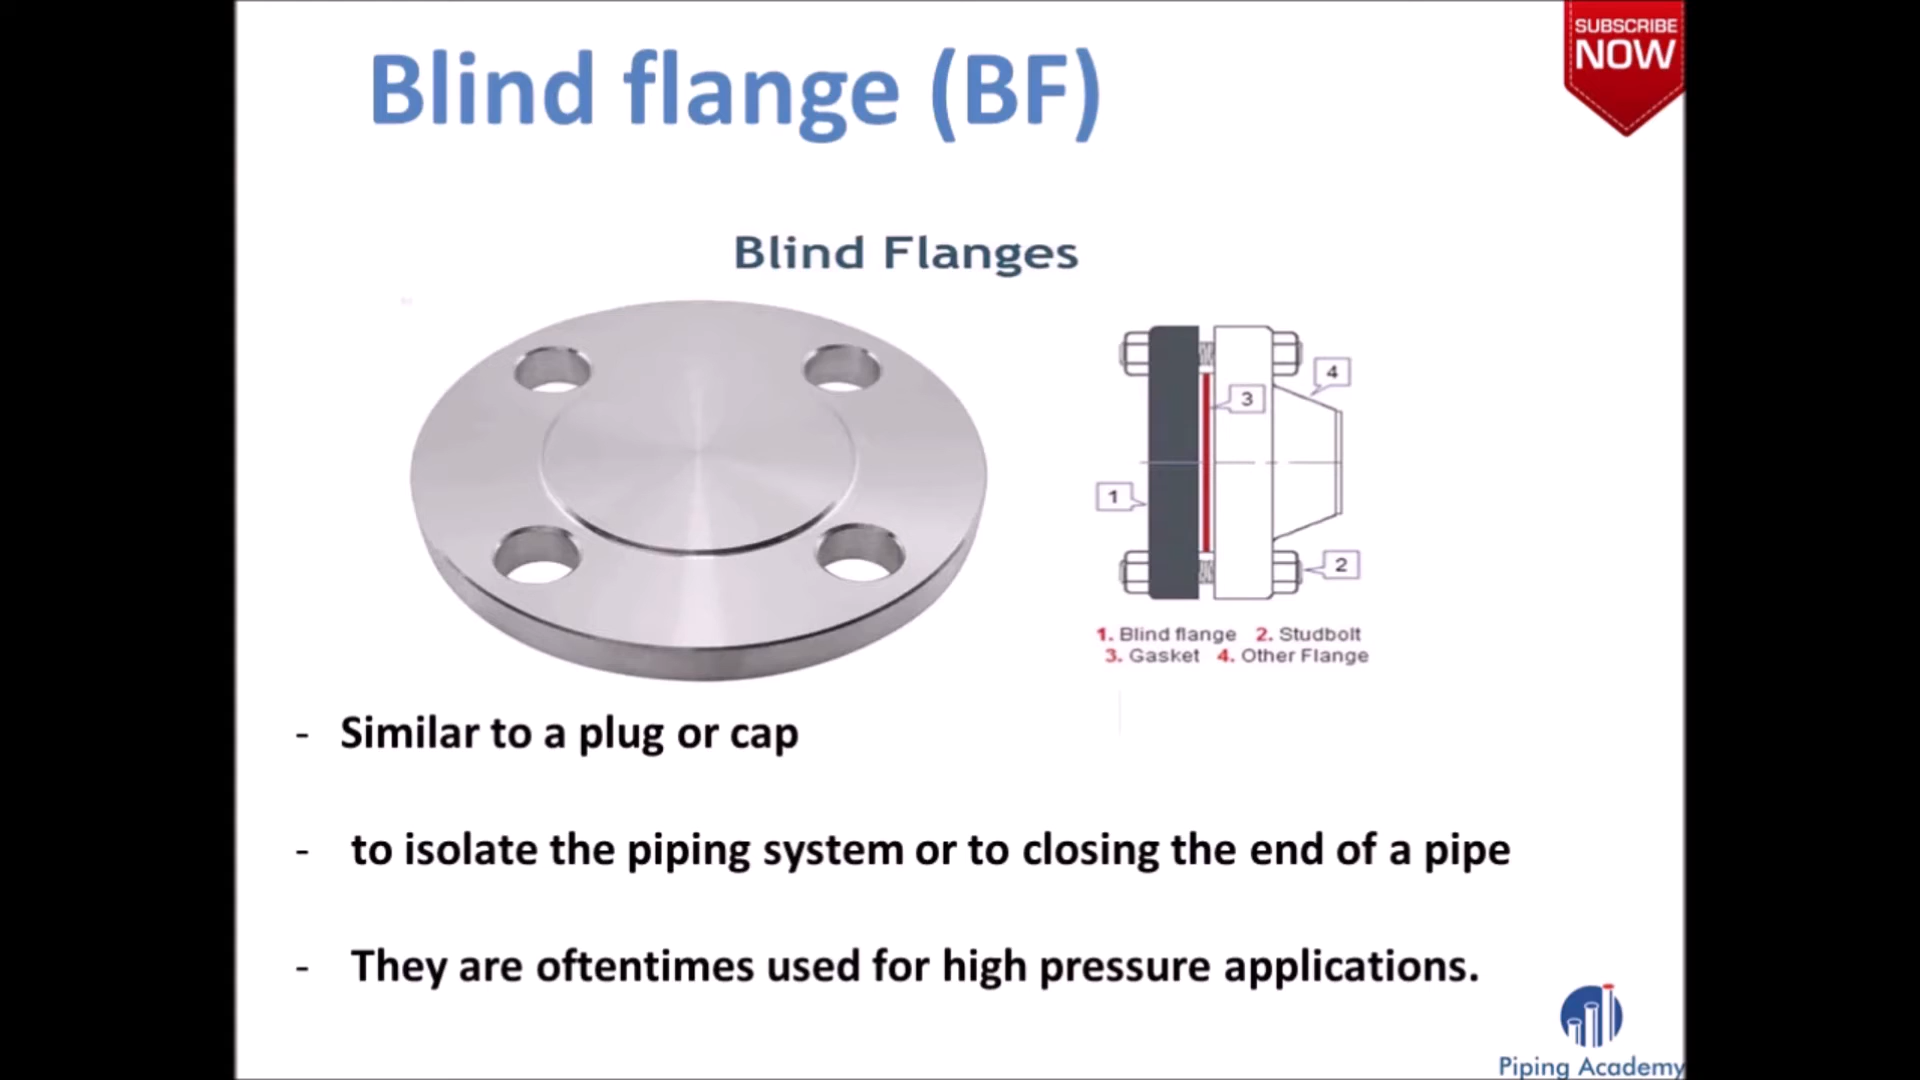 SUBSCRIBE
NOW
Blind flange (BF)
Blind Flanges
4
3
1
2
1. Blind flange 2. Studbolt
3. Gasket 4. Other Flange
- Similar to a plug or cap
- to isolate the piping system or to closing the end of a pipe
- They are oftentimes used for high pressure applications.
Piping Academy